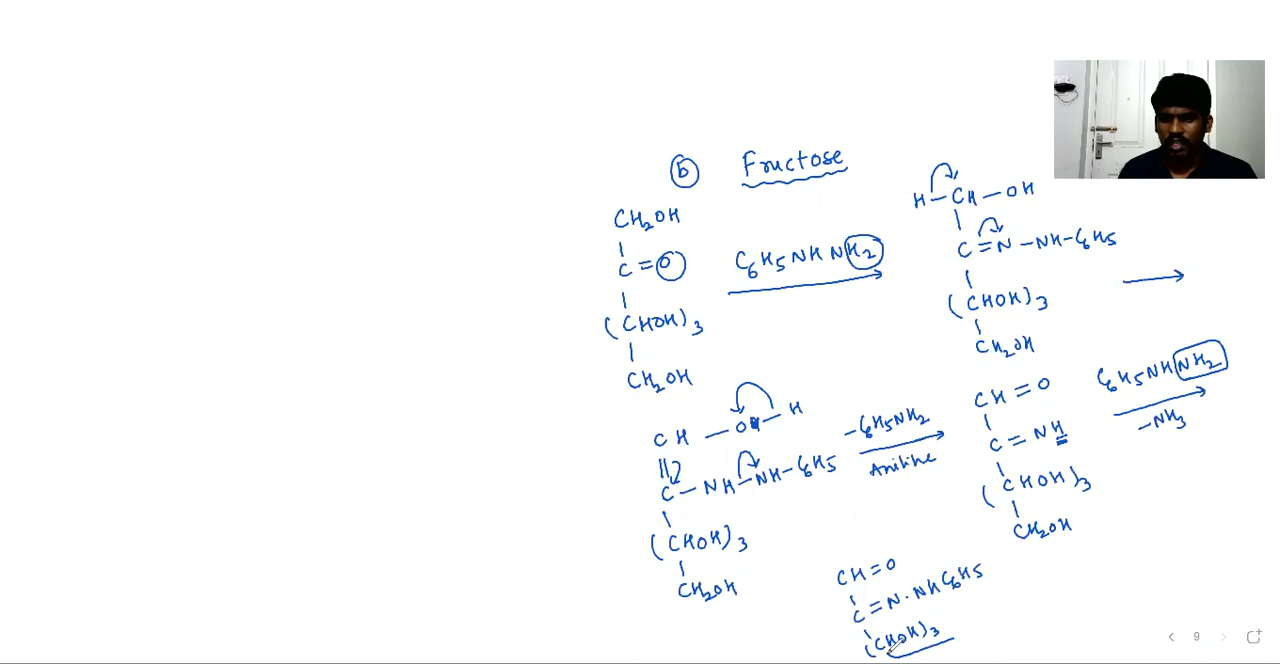 (b) Fructose
CH2OH
C=O
(CHOH)3
CH2OH
C6H5NHNH2
H-CH-OH
C=N-NH-C6H5
(CHOH)3
CH2OH
CH-O-H
C-NH-NH-C6H5
(CHOH)3
CH2OH
-C6H5NH2
Aniline
CH=O
C=NH
(CHOH)3
CH2OH
C6H5NHNH2
-NH3
CH=O
C=N.NHC6H5
(CHOH)3
9